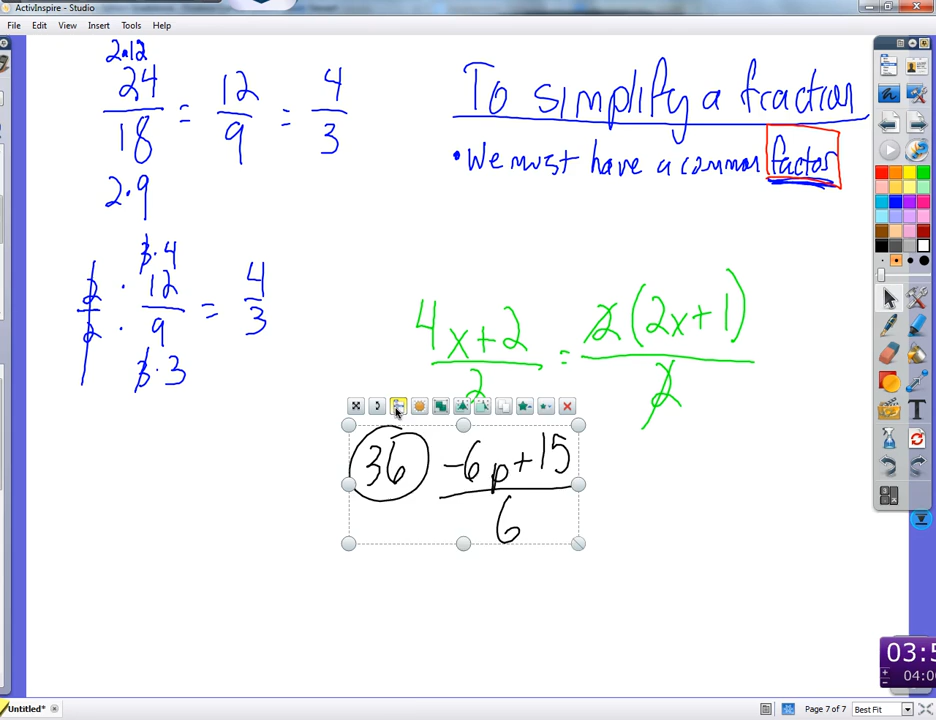 ActivInspire - Studio
File Edit View Insert Tools Help
2•12
24/18 = 12/9 = 4/3
2•9
To simplify a fraction
• We must have a common factor
3•4
2/2 • 12/9 = 4/3
3•3
4x+2/2 = 2(2x+1)/2
36 -6p+15/6
03:5
04:0
Untitled* Page 7 of 7 Best Fit